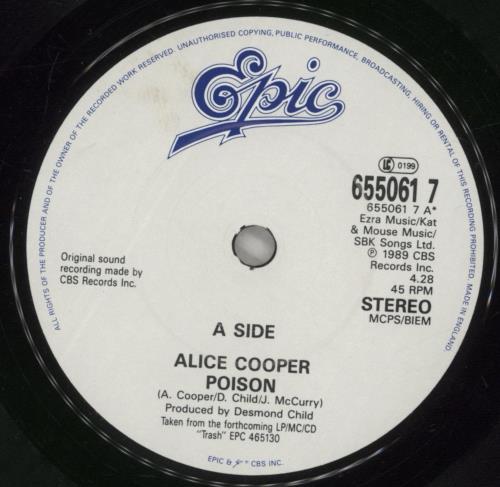 ALL RIGHTS OF THE PRODUCER AND OF THE OWNER OF THE RECORDED WORK RESERVED. UNAUTHORISED COPYING, PUBLIC PERFORMANCE, BROADCASTING, HIRING OR RENTAL OF THIS RECORDING PROHIBITED. MADE IN ENGLAND.
Epic
LC 0199
655061 7
655061 7 A*
Ezra Music/Kat
& Mouse Music/
SBK Songs Ltd.
Ⓟ 1989 CBS
Records Inc.
4.28
45 RPM
STEREO
MCPS/BIEM
Original sound
recording made by
CBS Records Inc.
A SIDE
ALICE COOPER
POISON
(A. Cooper/D. Child/J. McCurry)
Produced by Desmond Child
Taken from the forthcoming LP/MC/CD
"Trash" EPC 465130
EPIC & CBS INC.